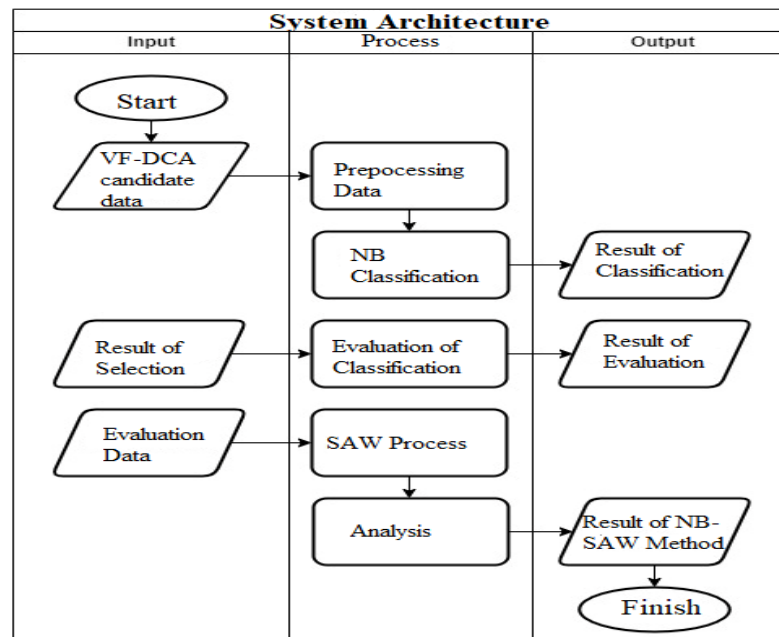 System Architecture
Input
Process
Output
Start
VF-DCA
candidate
data
Prepocessing
Data
NB
Classification
Result of
Classification
Result of
Selection
Evaluation of
Classification
Result of
Evaluation
Evaluation
Data
SAW Process
Analysis
Result of NB-
SAW Method
Finish